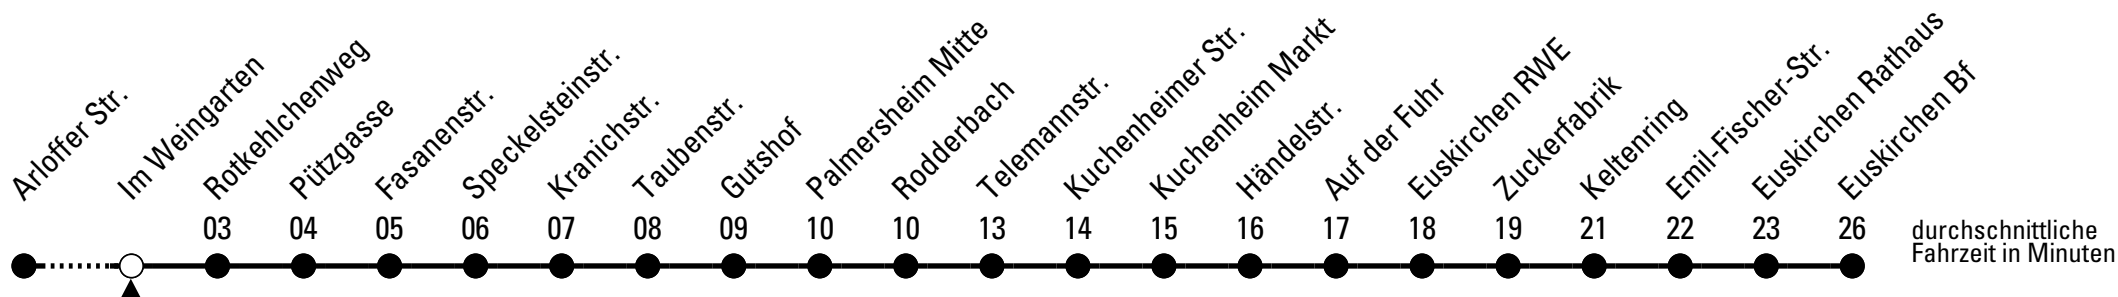 Arloffer Str.
Im Weingarten
Rotkehlchenweg
Pützgasse
Fasanenstr.
Speckelsteinstr.
Kranichstr.
Taubenstr.
Gutshof
Palmersheim Mitte
Rodderbach
Telemannstr.
Kuchenheimer Str.
Kuchenheim Markt
Händelstr.
Auf der Fuhr
Euskirchen RWE
Zuckerfabrik
Keltenring
Emil-Fischer-Str.
Euskirchen Rathaus
Euskirchen Bf
03 04 05 06 07 08 09 10 10 13 14 15 16 17 18 19 21 22 23 26
durchschnittliche
Fahrzeit in Minuten